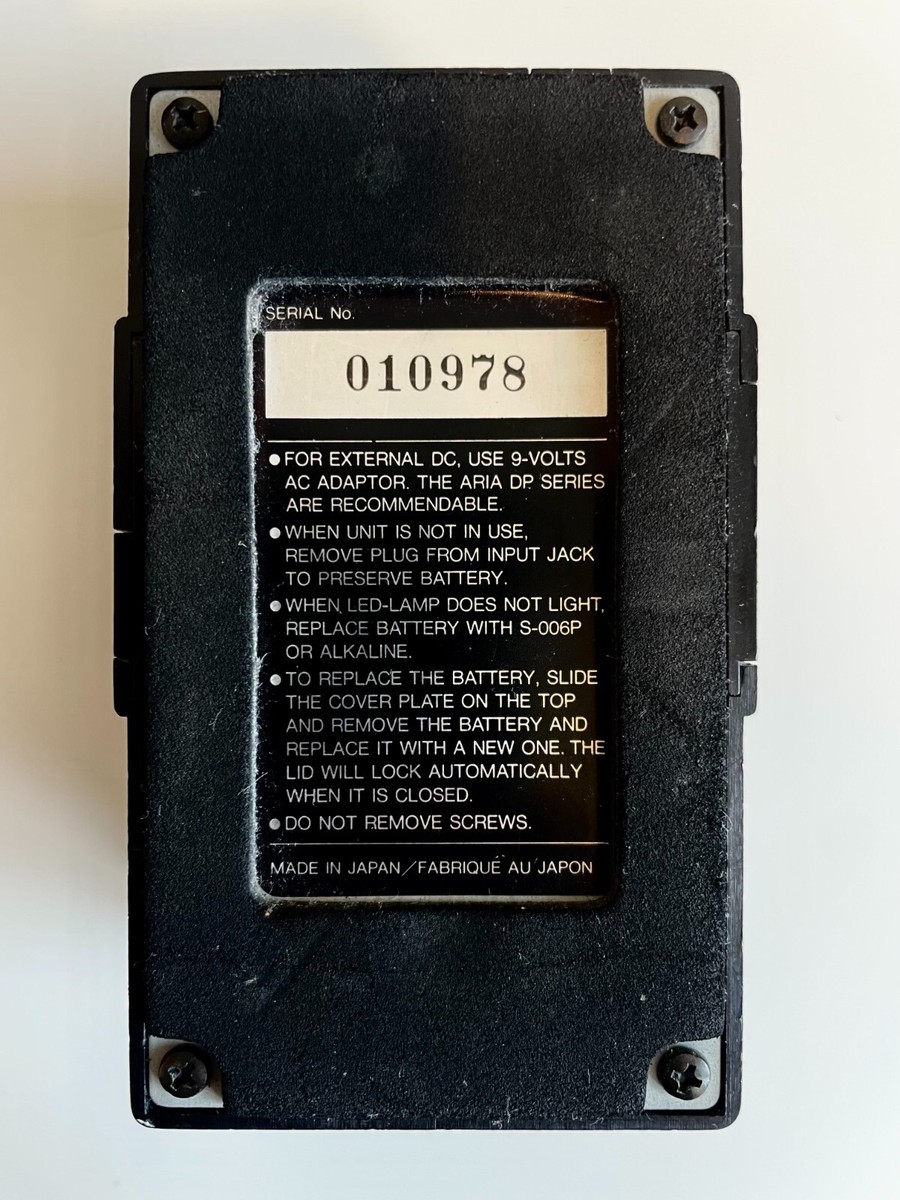 SERIAL No.
010978
●FOR EXTERNAL DC, USE 9-VOLTS
AC ADAPTOR. THE ARIA DP SERIES
ARE RECOMMENDABLE.
●WHEN UNIT IS NOT IN USE,
REMOVE PLUG FROM INPUT JACK
TO PRESERVE BATTERY.
●WHEN LED-LAMP DOES NOT LIGHT,
REPLACE BATTERY WITH S-006P
OR ALKALINE.
●TO REPLACE THE BATTERY, SLIDE
THE COVER PLATE ON THE TOP
AND REMOVE THE BATTERY AND
REPLACE IT WITH A NEW ONE. THE
LID WILL LOCK AUTOMATICALLY
WHEN IT IS CLOSED.
●DO NOT REMOVE SCREWS.
MADE IN JAPAN/FABRIQUÉ AU JAPON